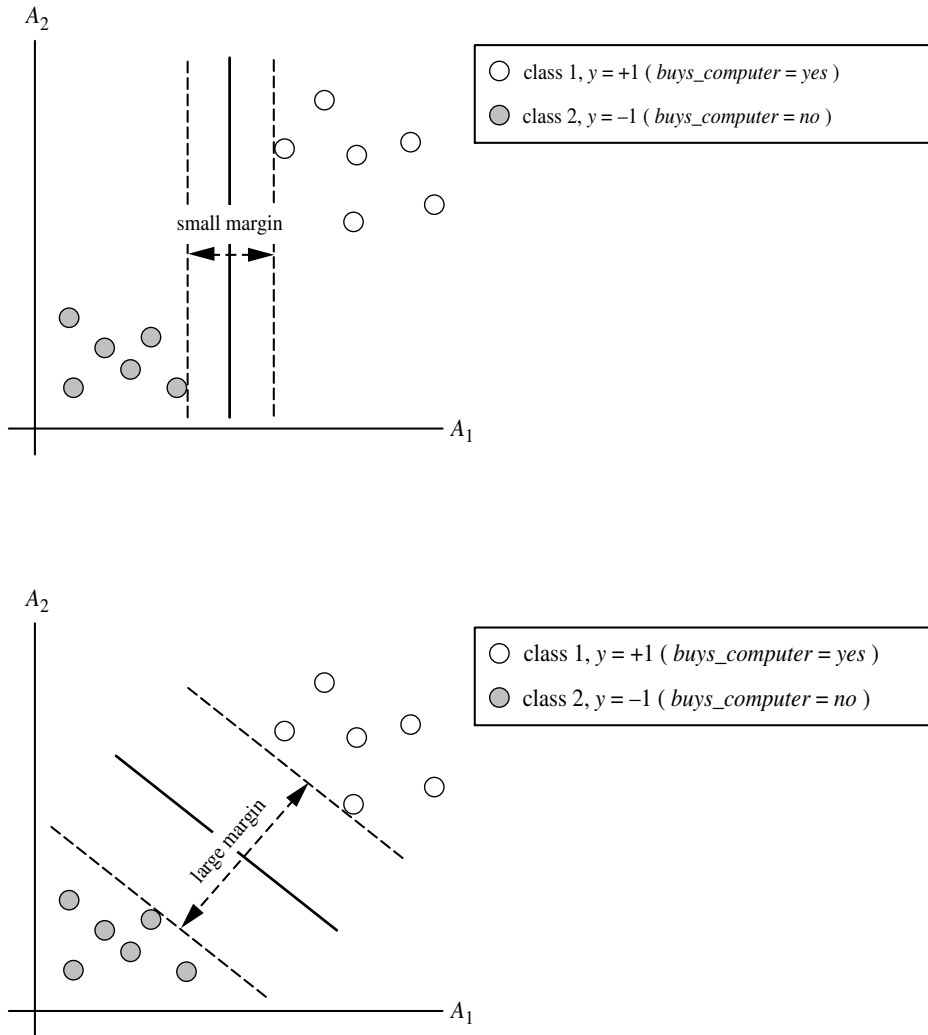 A2
class 1, y = +1 ( buys_computer = yes )
class 2, y = –1 ( buys_computer = no )
small margin
A1
A2
class 1, y = +1 ( buys_computer = yes )
class 2, y = –1 ( buys_computer = no )
large margin
A1